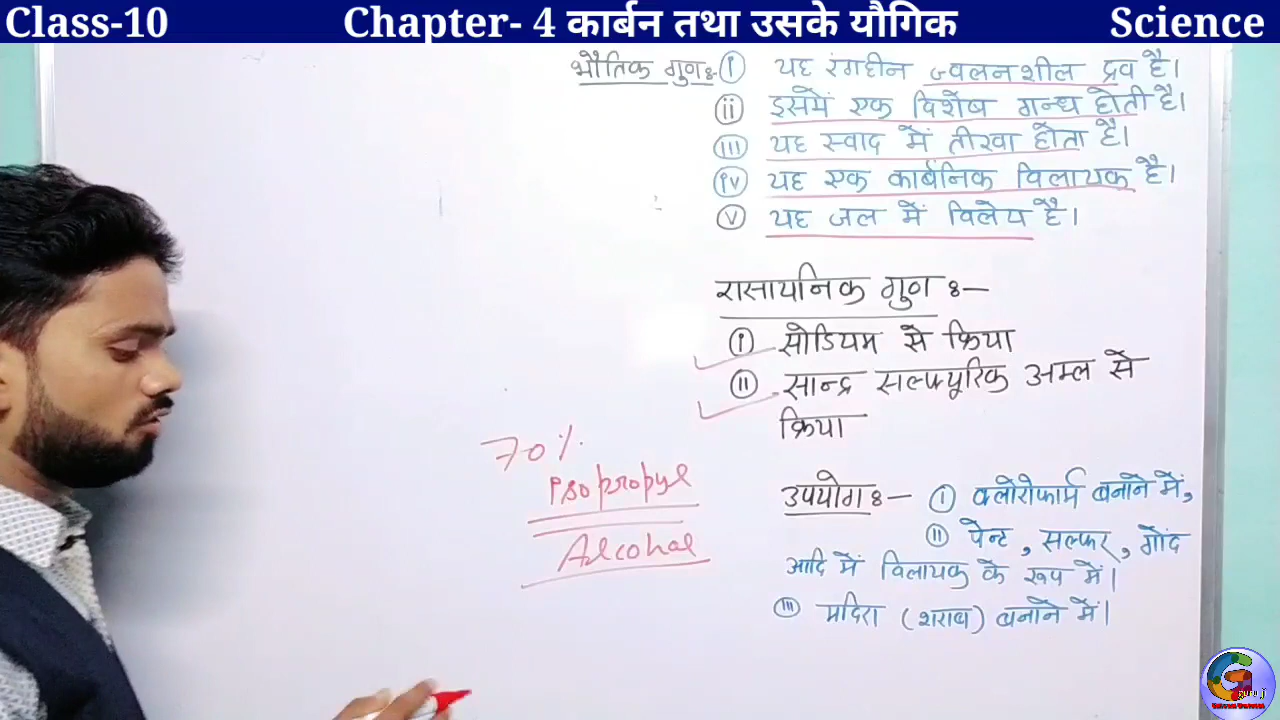 Class-10 Chapter- 4 कार्बन तथा उसके यौगिक Science
भौतिक गुण :- (i) यह रंगहीन ज्वलनशील द्रव है।
(ii) इसमें एक विशेष गन्ध होती है।
(iii) यह स्वाद में तीखा होता है।
(iv) यह एक कार्बनिक विलायक है।
(v) यह जल में विलेय है।
रासायनिक गुण :—
(i) सोडियम से क्रिया
(ii) सान्द्र सल्फ्यूरिक अम्ल से
क्रिया
70%
Isopropyl
Alcohal
उपयोग :— (i) क्लोरोफार्म बनाने में,
(ii) पेन्ट, सल्फर, गोंद
आदि में विलायक के रूप में।
(iii) मदिरा (शराब) बनाने में।